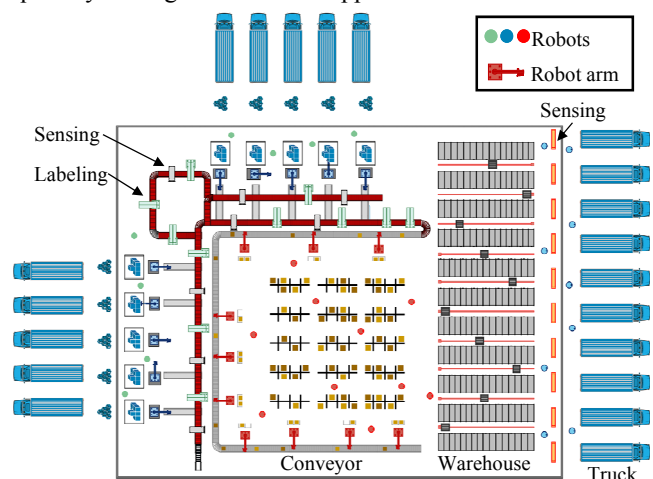 Robots
Robot arm
Sensing
Sensing
Labeling
Conveyor
Warehouse
Truck